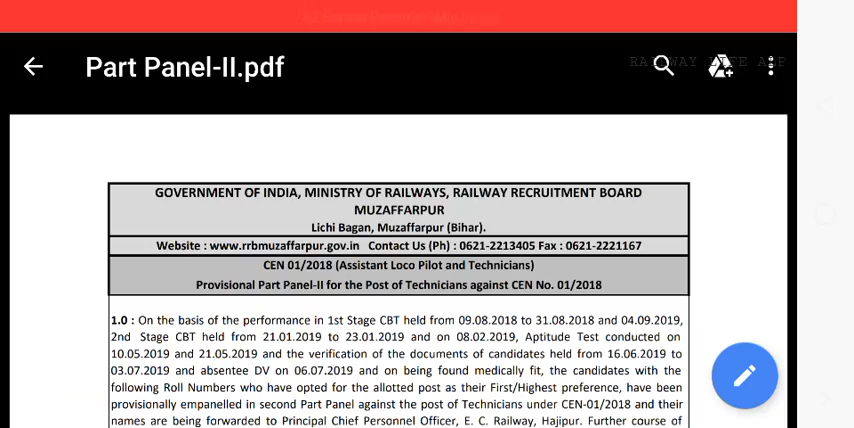 Part Panel-II.pdf
RAILWAY LIFE APP
GOVERNMENT OF INDIA, MINISTRY OF RAILWAYS, RAILWAY RECRUITMENT BOARD
MUZAFFARPUR
Lichi Bagan, Muzaffarpur (Bihar).
Website : www.rrbmuzaffarpur.gov.in Contact Us (Ph) : 0621-2213405 Fax : 0621-2221167
CEN 01/2018 (Assistant Loco Pilot and Technicians)
Provisional Part Panel-II for the Post of Technicians against CEN No. 01/2018
1.0 : On the basis of the performance in 1st Stage CBT held from 09.08.2018 to 31.08.2018 and 04.09.2019,
2nd Stage CBT held from 21.01.2019 to 23.01.2019 and on 08.02.2019, Aptitude Test conducted on
10.05.2019 and 21.05.2019 and the verification of the documents of candidates held from 16.06.2019 to
03.07.2019 and absentee DV on 06.07.2019 and on being found medically fit, the candidates with the
following Roll Numbers who have opted for the allotted post as their First/Highest preference, have been
provisionally empanelled in second Part Panel against the post of Technicians under CEN-01/2018 and their
names are being forwarded to Principal Chief Personnel Officer, E. C. Railway, Hajipur. Further course of